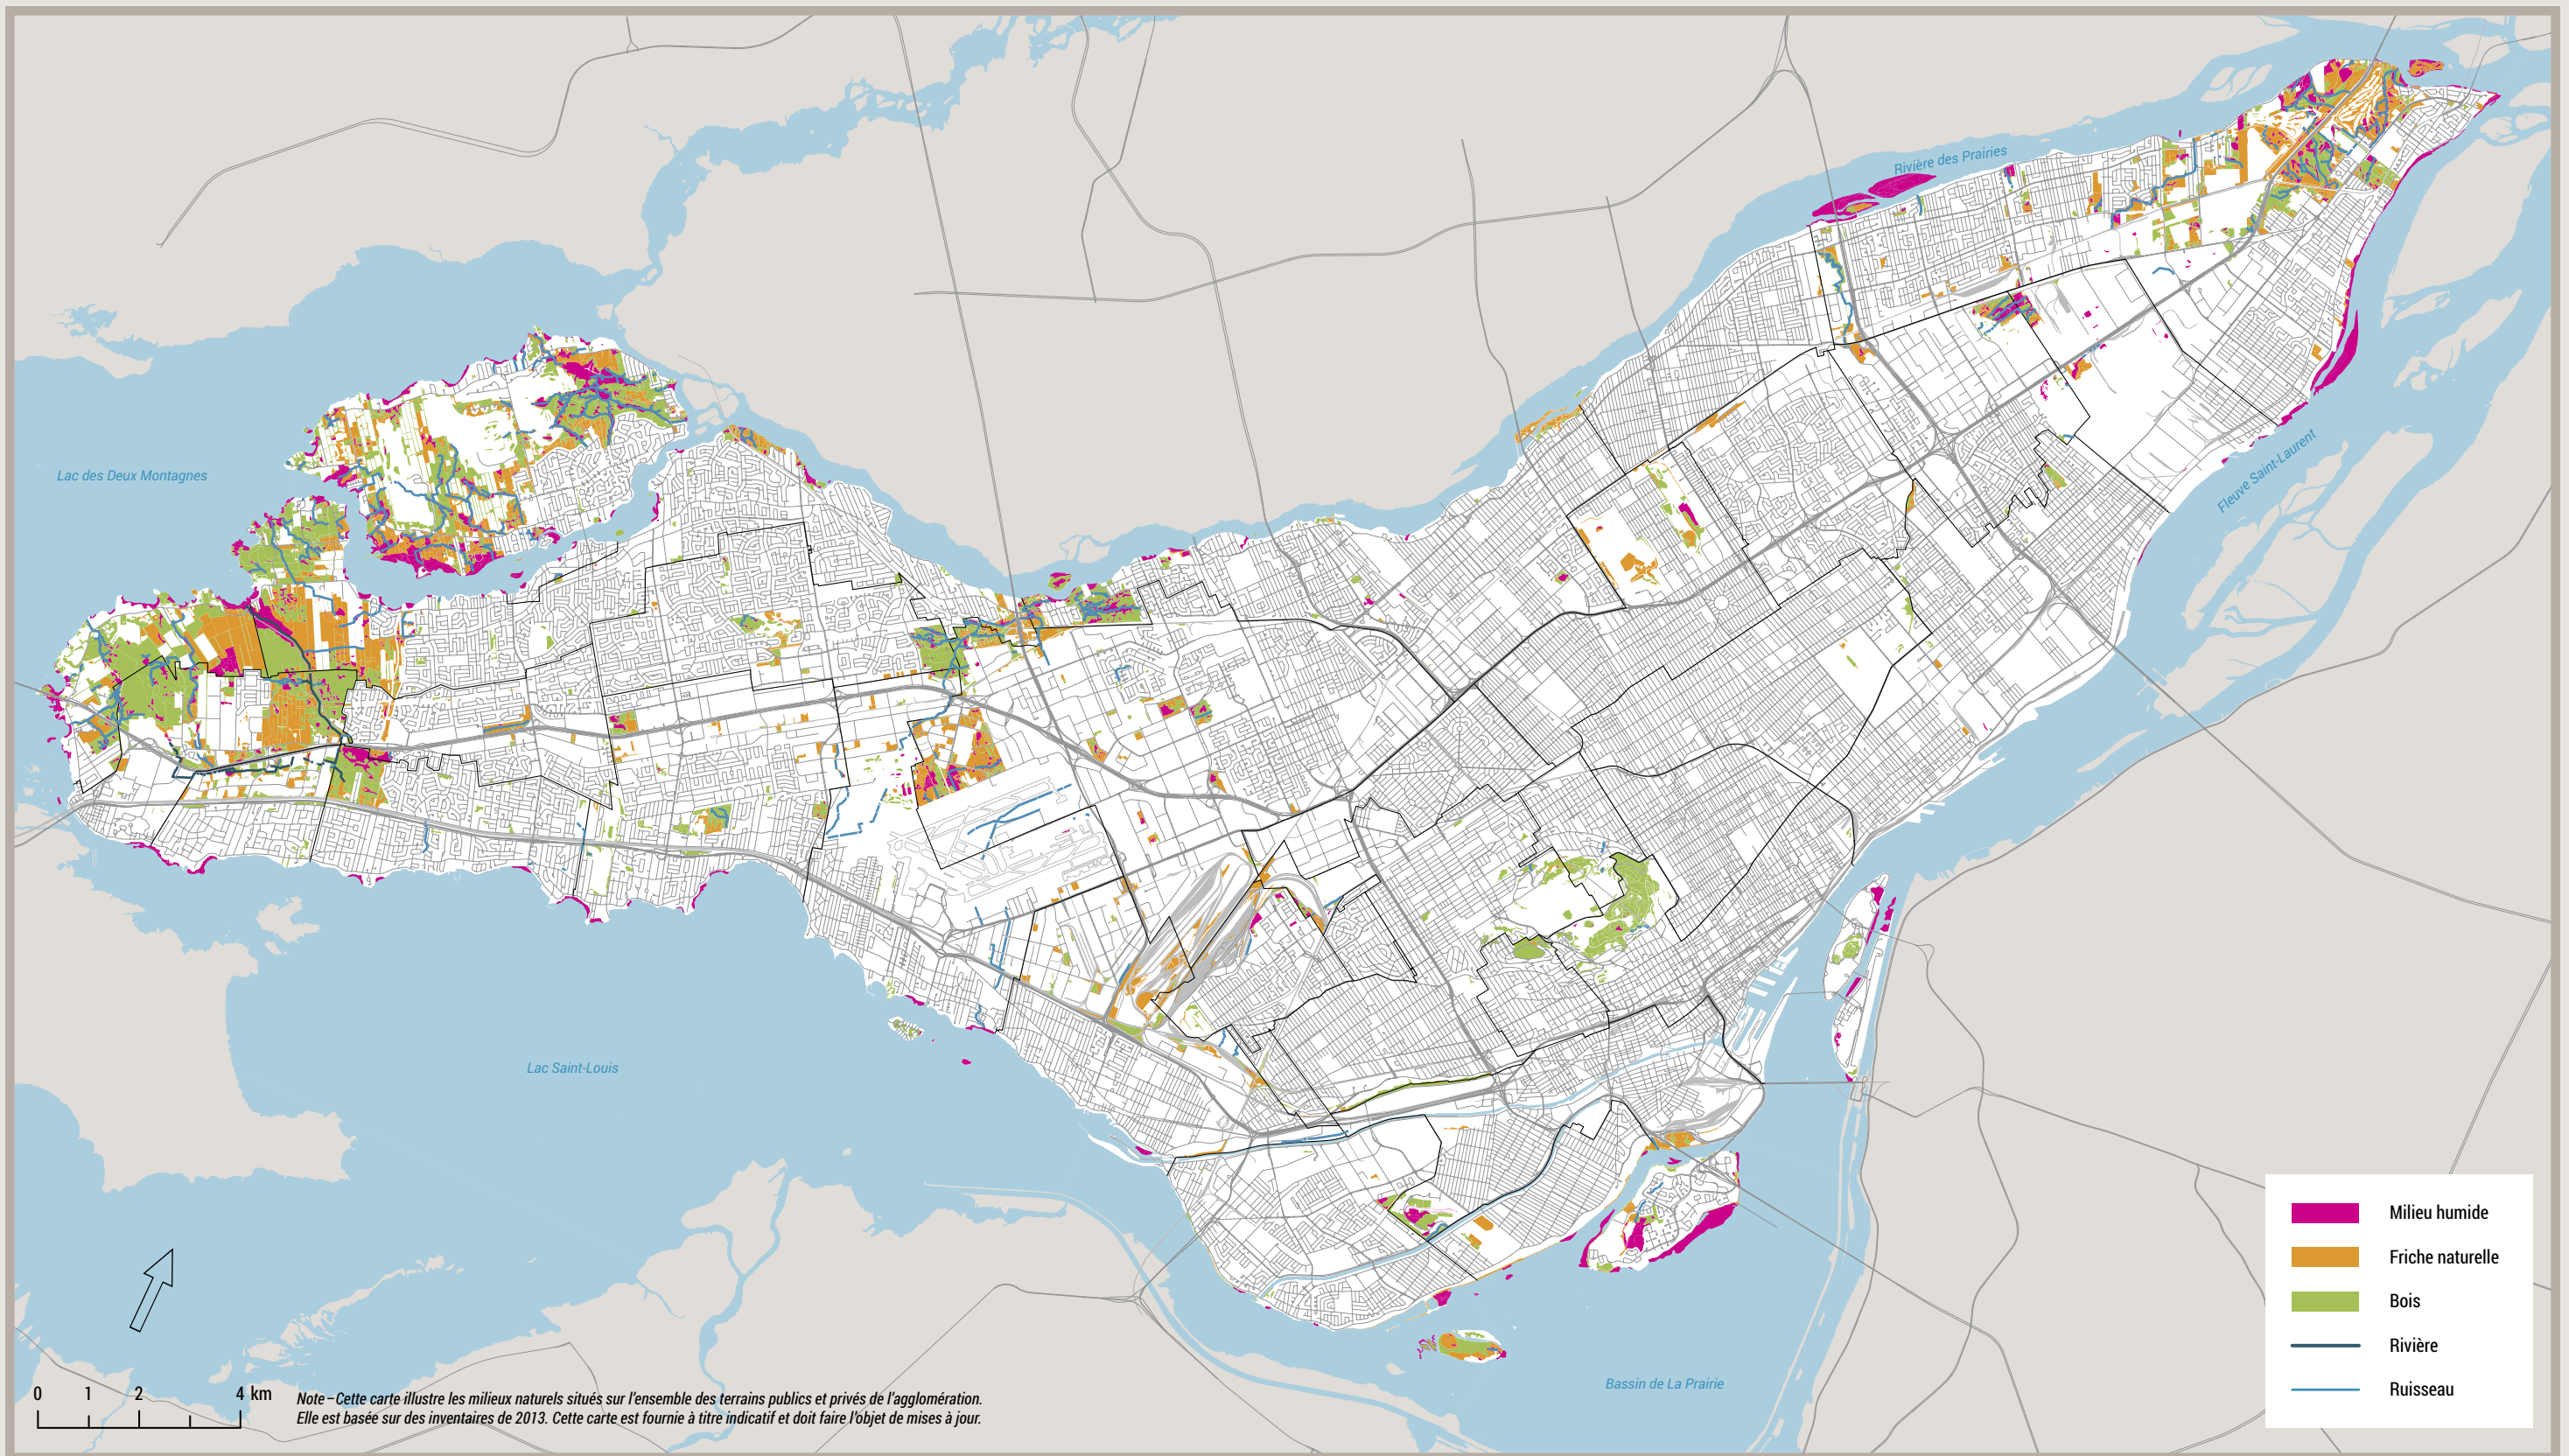 Rivière des Prairies
Lac des Deux Montagnes
Fleuve Saint-Laurent
Lac Saint-Louis
Bassin de La Prairie
Milieu humide
Friche naturelle
Bois
Rivière
Ruisseau
0 1 2 4 km
Note–Cette carte illustre les milieux naturels situés sur l'ensemble des terrains publics et privés de l'agglomération.
Elle est basée sur des inventaires de 2013. Cette carte est fournie à titre indicatif et doit faire l'objet de mises à jour.